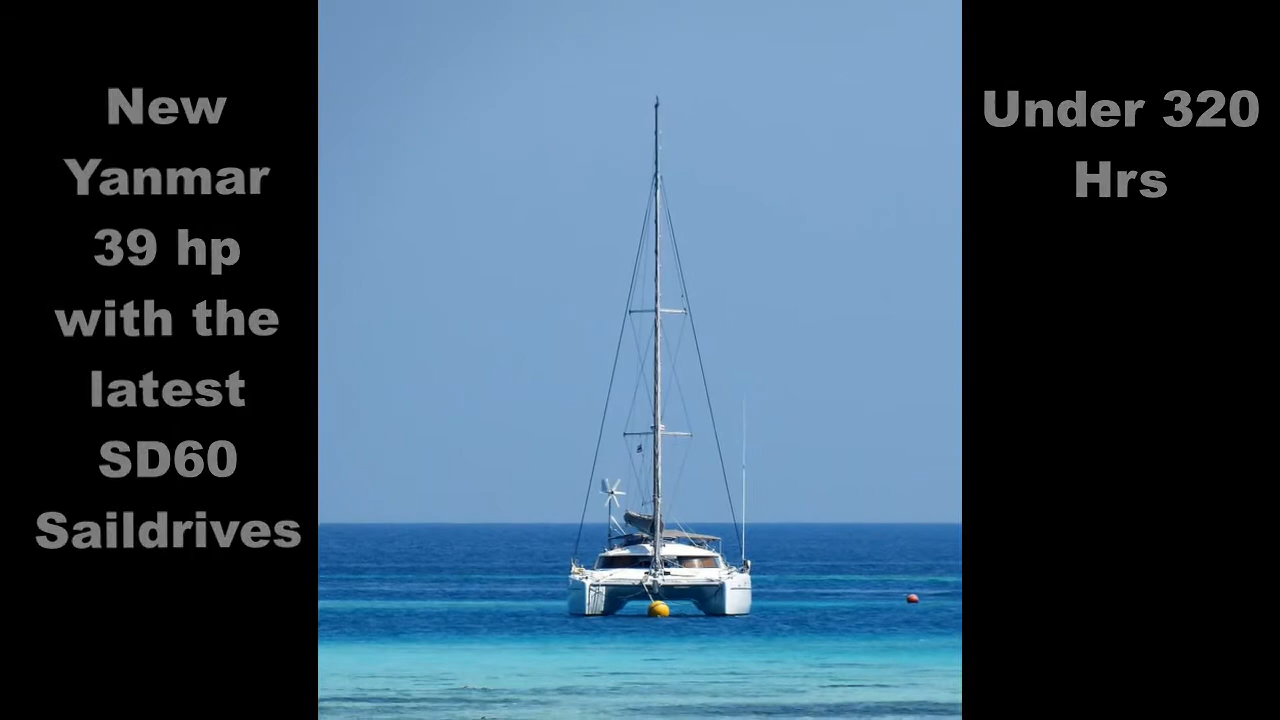 New
Yanmar
39 hp
with the
latest
SD60
Saildrives
Under 320
Hrs